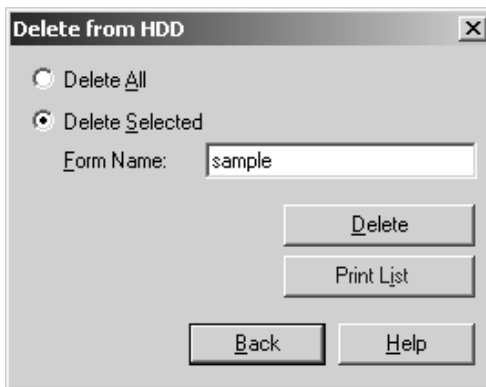 Delete from HDD
Delete All
Delete Selected
Form Name: sample
Delete
Print List
Back Help